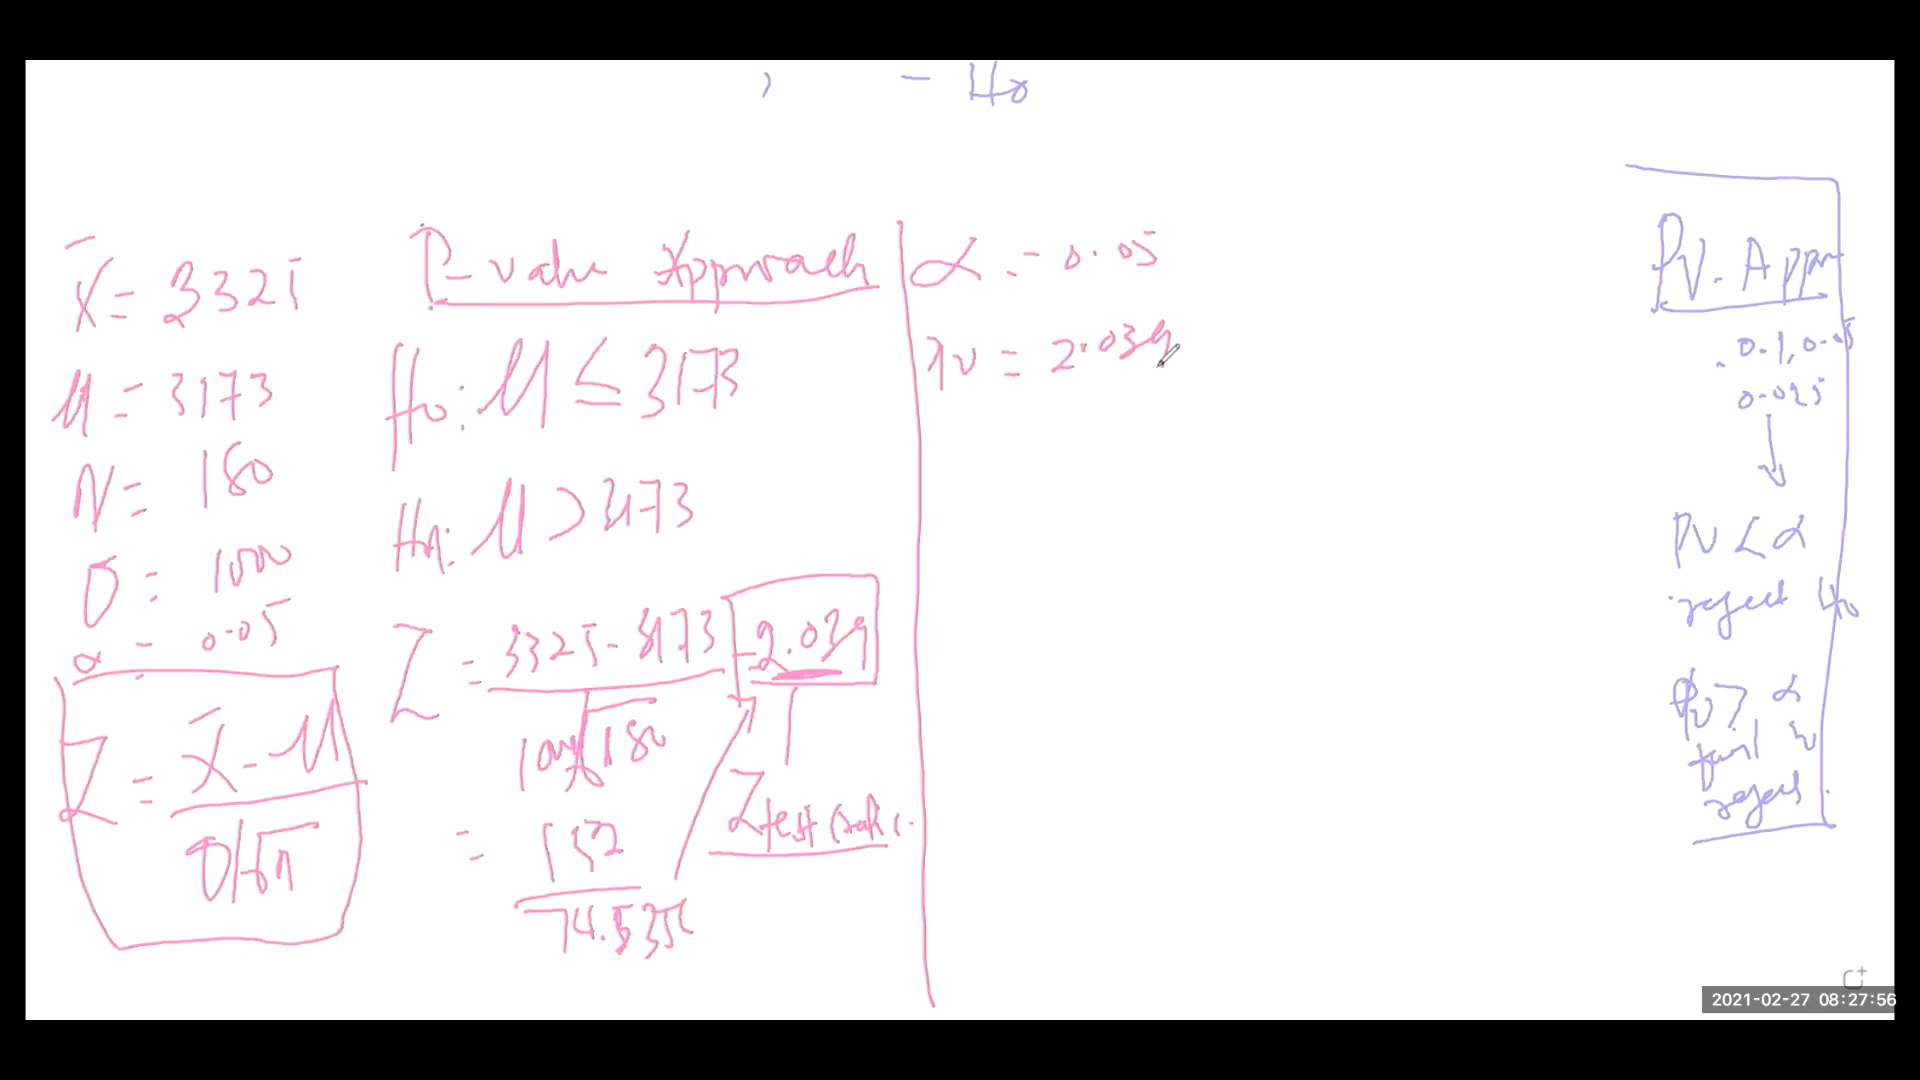 - Ho
x̄ = 3325
μ = 3173
N = 180
σ = 1000
α = 0.05
Z = x̄ - μ
σ/√n
P-value Approach
Ho: μ ≤ 3173
Ha: μ > 3173
Z = 3325 - 3173 = 2.039
1000/√180
Z test
= 152
74.535
α = 0.05
PV = 2.039
PV. Appr
0.1, 0.05
0.025
↓
PV < α
reject Ho
PV > α
fail to
reject
2021-02-27 08:27:56